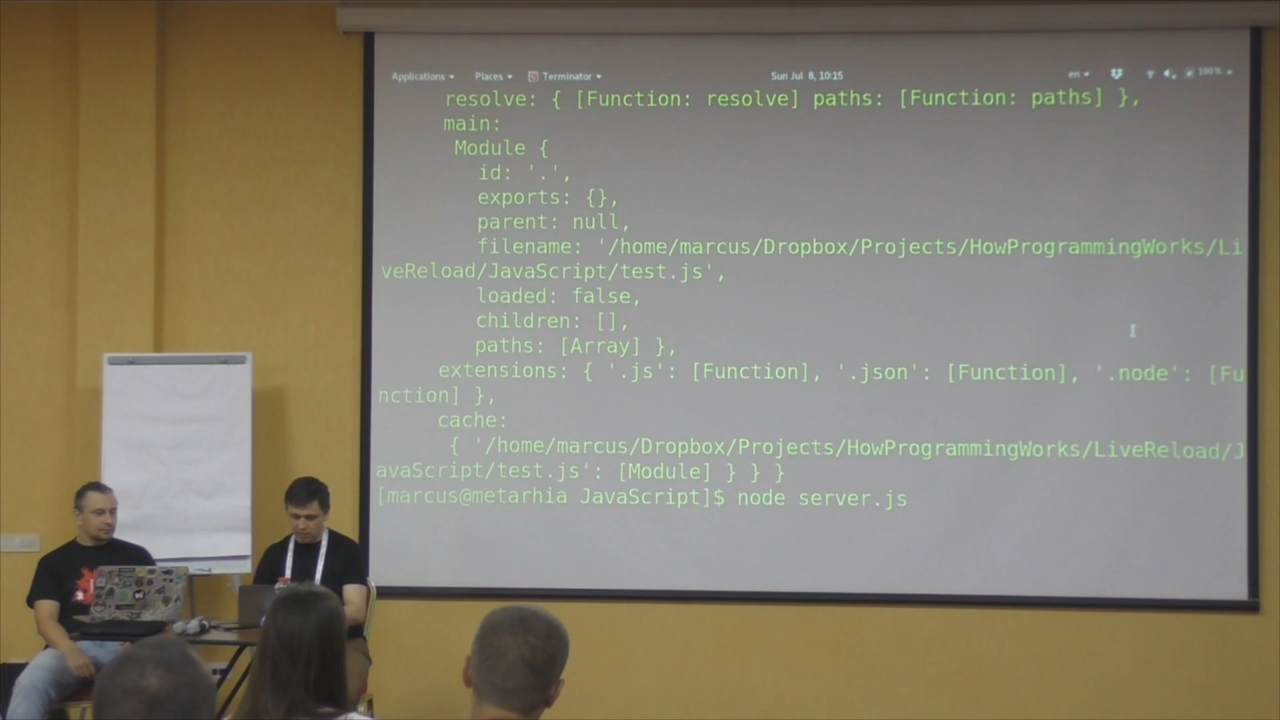 Applications Places Terminator Sun Jul 8, 10:15 en 100%
resolve: { [Function: resolve] paths: [Function: paths] },
main:
Module {
id: '.',
exports: {},
parent: null,
filename: '/home/marcus/Dropbox/Projects/HowProgrammingWorks/Li
veReload/JavaScript/test.js',
loaded: false,
children: [],
paths: [Array] },
extensions: { '.js': [Function], '.json': [Function], '.node': [Fu
nction] },
cache:
{ '/home/marcus/Dropbox/Projects/HowProgrammingWorks/LiveReload/J
avaScript/test.js': [Module] } } }
[marcus@metarhia JavaScript]$ node server.js